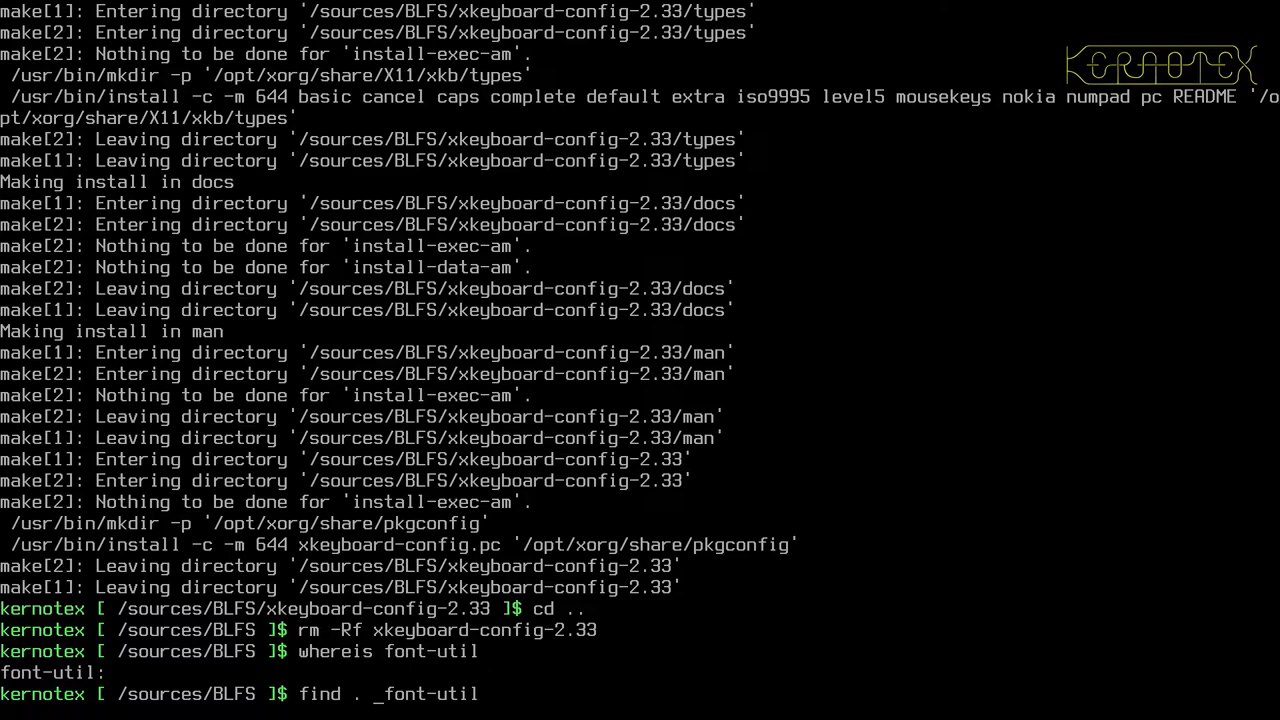 make[1]: Entering directory '/sources/BLFS/xkeyboard-config-2.33/types'
make[2]: Entering directory '/sources/BLFS/xkeyboard-config-2.33/types'
make[2]: Nothing to be done for 'install-exec-am'.
 /usr/bin/mkdir -p '/opt/xorg/share/X11/xkb/types'
 /usr/bin/install -c -m 644 basic cancel caps complete default extra iso9995 level5 mousekeys nokia numpad pc README '/o
pt/xorg/share/X11/xkb/types'
make[2]: Leaving directory '/sources/BLFS/xkeyboard-config-2.33/types'
make[1]: Leaving directory '/sources/BLFS/xkeyboard-config-2.33/types'
Making install in docs
make[1]: Entering directory '/sources/BLFS/xkeyboard-config-2.33/docs'
make[2]: Entering directory '/sources/BLFS/xkeyboard-config-2.33/docs'
make[2]: Nothing to be done for 'install-exec-am'.
make[2]: Nothing to be done for 'install-data-am'.
make[2]: Leaving directory '/sources/BLFS/xkeyboard-config-2.33/docs'
make[1]: Leaving directory '/sources/BLFS/xkeyboard-config-2.33/docs'
Making install in man
make[1]: Entering directory '/sources/BLFS/xkeyboard-config-2.33/man'
make[2]: Entering directory '/sources/BLFS/xkeyboard-config-2.33/man'
make[2]: Nothing to be done for 'install-exec-am'.
make[2]: Leaving directory '/sources/BLFS/xkeyboard-config-2.33/man'
make[1]: Leaving directory '/sources/BLFS/xkeyboard-config-2.33/man'
make[1]: Entering directory '/sources/BLFS/xkeyboard-config-2.33'
make[2]: Entering directory '/sources/BLFS/xkeyboard-config-2.33'
make[2]: Nothing to be done for 'install-exec-am'.
 /usr/bin/mkdir -p '/opt/xorg/share/pkgconfig'
 /usr/bin/install -c -m 644 xkeyboard-config.pc '/opt/xorg/share/pkgconfig'
make[2]: Leaving directory '/sources/BLFS/xkeyboard-config-2.33'
make[1]: Leaving directory '/sources/BLFS/xkeyboard-config-2.33'
kernotex [ /sources/BLFS/xkeyboard-config-2.33 ]$ cd ..
kernotex [ /sources/BLFS ]$ rm -Rf xkeyboard-config-2.33
kernotex [ /sources/BLFS ]$ whereis font-util
font-util:
kernotex [ /sources/BLFS ]$ find . _font-util
KERNOTEX